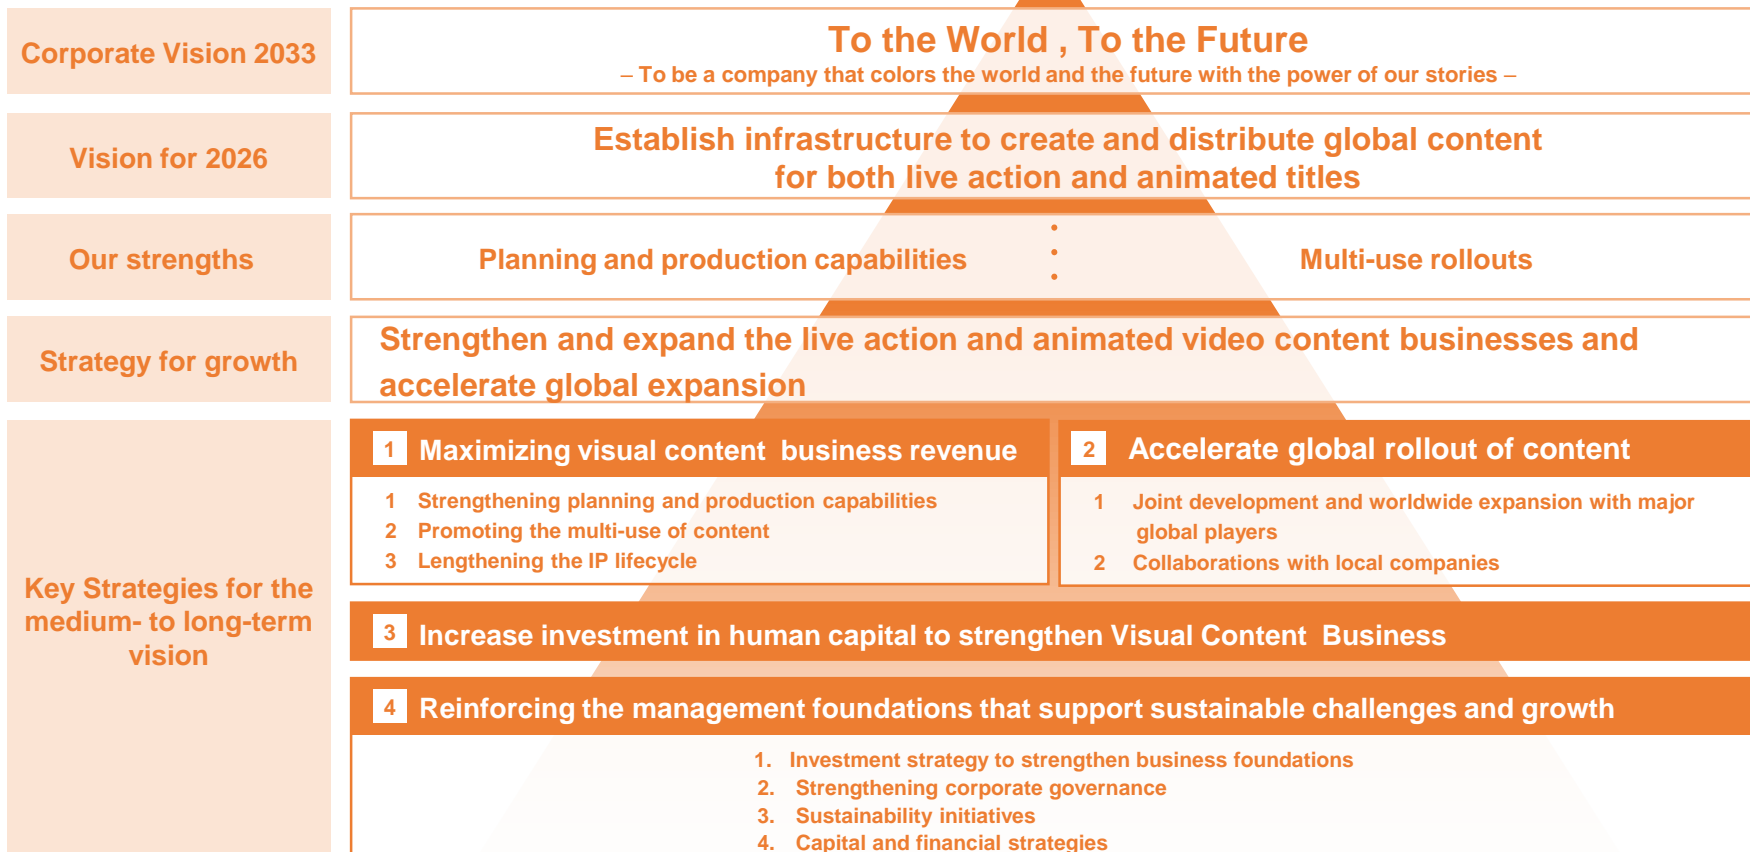 Corporate Vision 2033
To the World , To the Future
– To be a company that colors the world and the future with the power of our stories –
Vision for 2026
Establish infrastructure to create and distribute global content
for both live action and animated titles
Our strengths
Planning and production capabilities
Multi-use rollouts
Strategy for growth
Strengthen and expand the live action and animated video content businesses and
accelerate global expansion
Key Strategies for the
medium- to long-term
vision
1 Maximizing visual content business revenue
1 Strengthening planning and production capabilities
2 Promoting the multi-use of content
3 Lengthening the IP lifecycle
2 Accelerate global rollout of content
1 Joint development and worldwide expansion with major
global players
2 Collaborations with local companies
3 Increase investment in human capital to strengthen Visual Content Business
4 Reinforcing the management foundations that support sustainable challenges and growth
1. Investment strategy to strengthen business foundations
2. Strengthening corporate governance
3. Sustainability initiatives
4. Capital and financial strategies